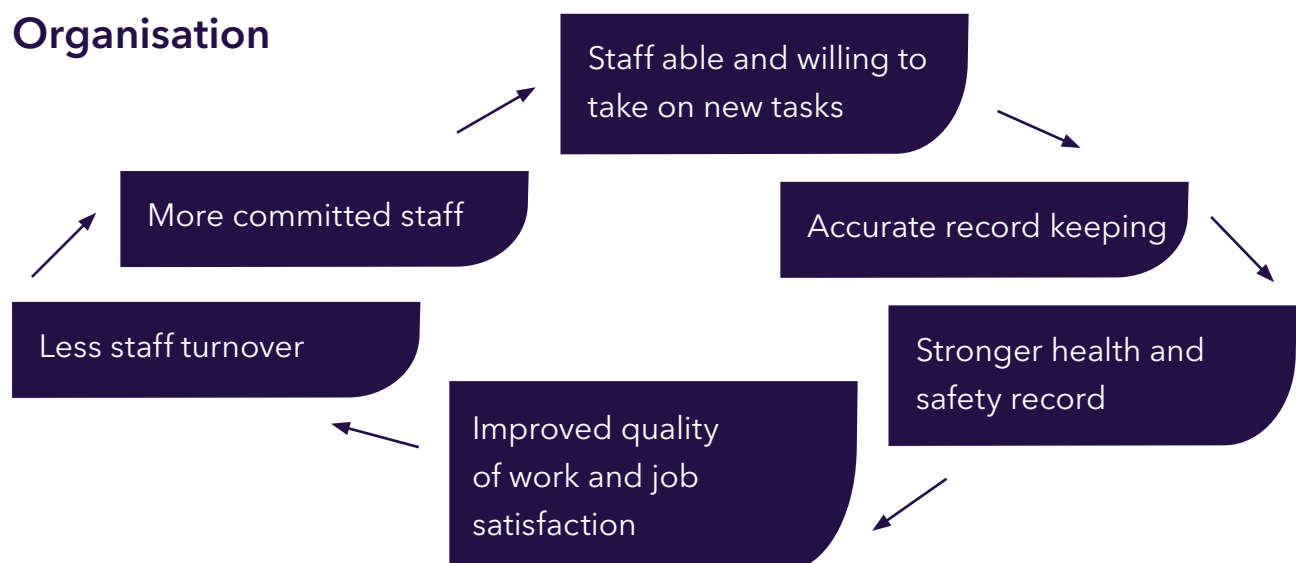 Organisation
Staff able and willing to
take on new tasks
More committed staff
Accurate record keeping
Less staff turnover
Stronger health and
safety record
Improved quality
of work and job
satisfaction